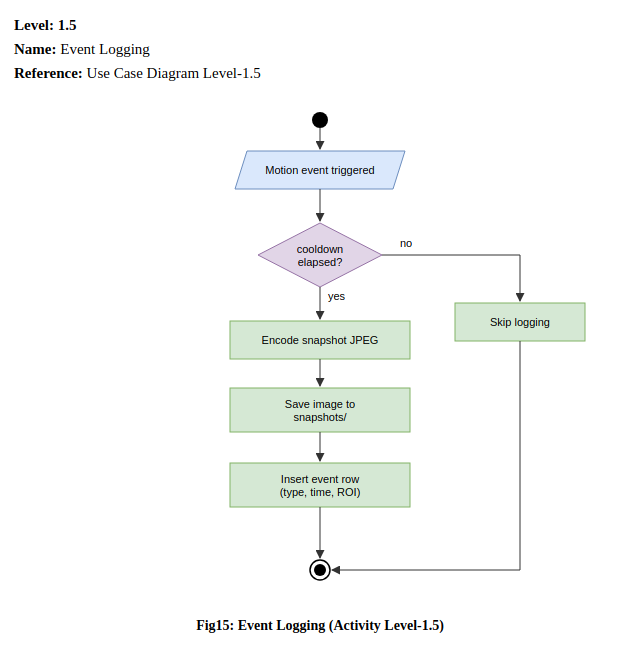 Level: 1.5
Name: Event Logging
Reference: Use Case Diagram Level-1.5
Motion event triggered
cooldown
elapsed?
no
yes
Encode snapshot JPEG
Skip logging
Save image to
snapshots/
Insert event row
(type, time, ROI)
Fig15: Event Logging (Activity Level-1.5)